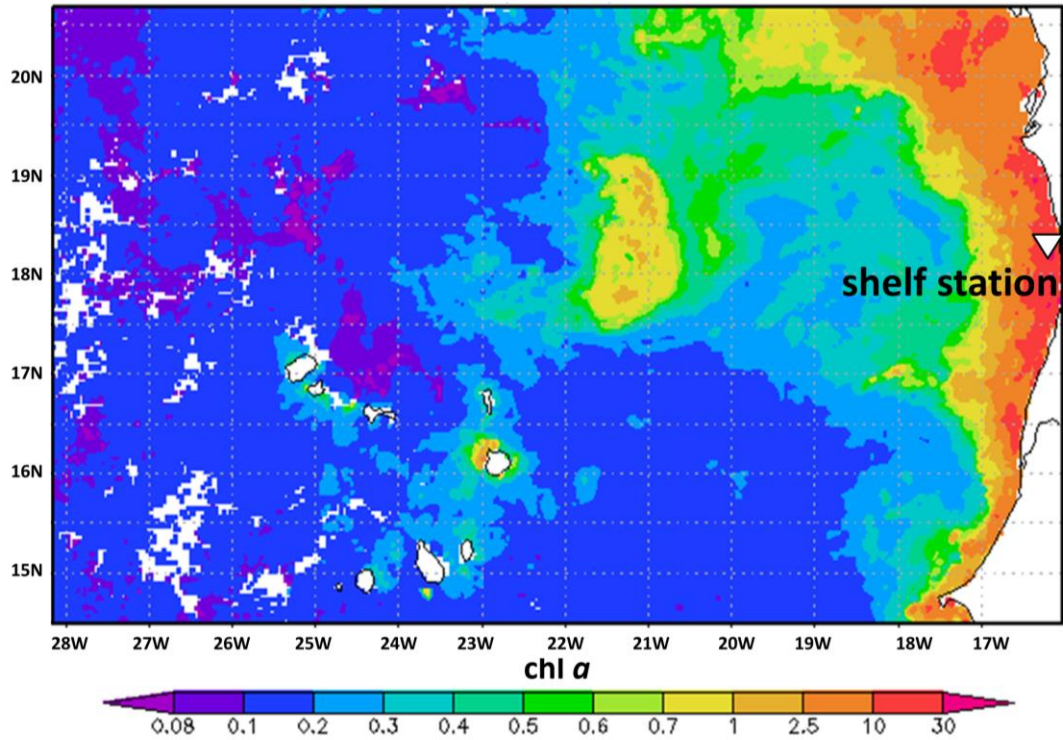 20N
19N
18N
shelf station
17N
16N
15N
28W 27W 26W 25W 24W 23W 22W 21W 20W 19W 18W 17W
chl a
0.08 0.1 0.2 0.3 0.4 0.5 0.6 0.7 1 2.5 10 30